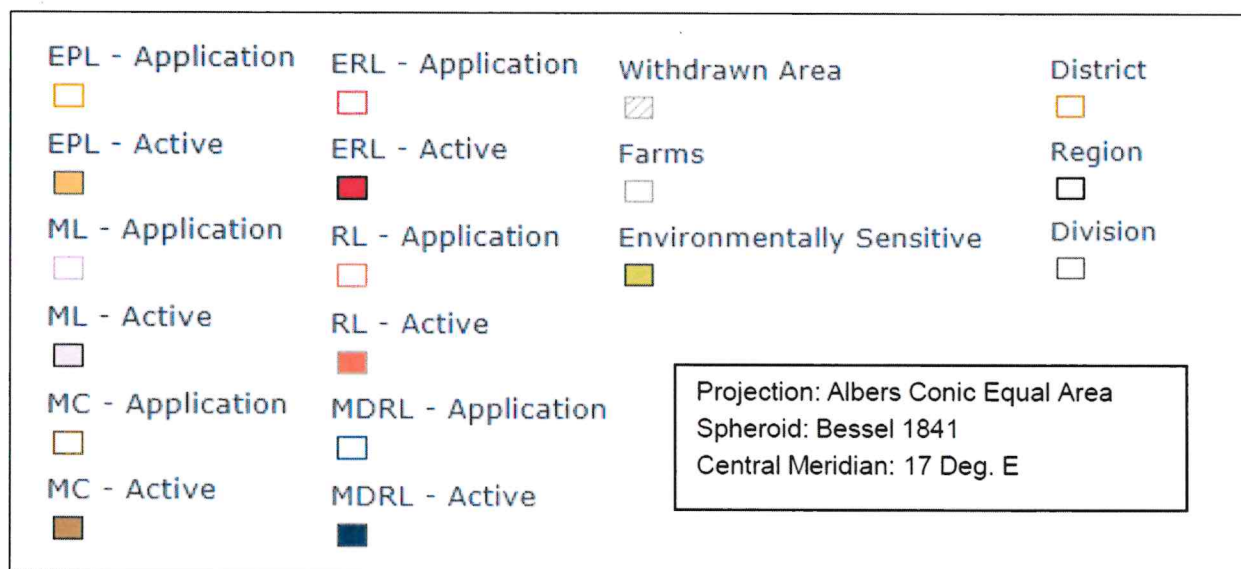 EPL - Application
EPL - Active
ML - Application
ML - Active
MC - Application
MC - Active
ERL - Application
ERL - Active
RL - Application
RL - Active
MDRL - Application
MDRL - Active
Withdrawn Area
Farms
Environmentally Sensitive
District
Region
Division
Projection: Albers Conic Equal Area
Spheroid: Bessel 1841
Central Meridian: 17 Deg. E